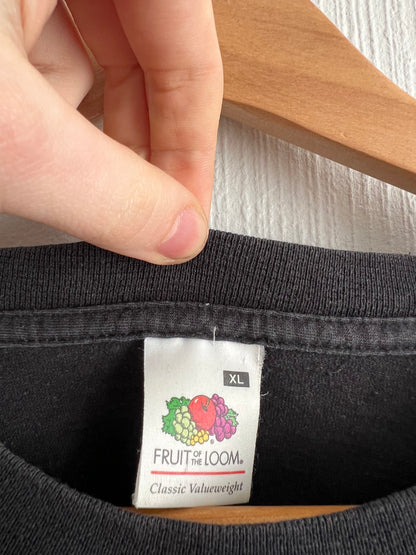 XL
FRUIT OF THE LOOM®
Classic Valueweight